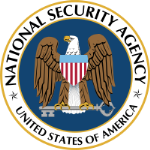 NATIONAL SECURITY AGENCY
UNITED STATES OF AMERICA